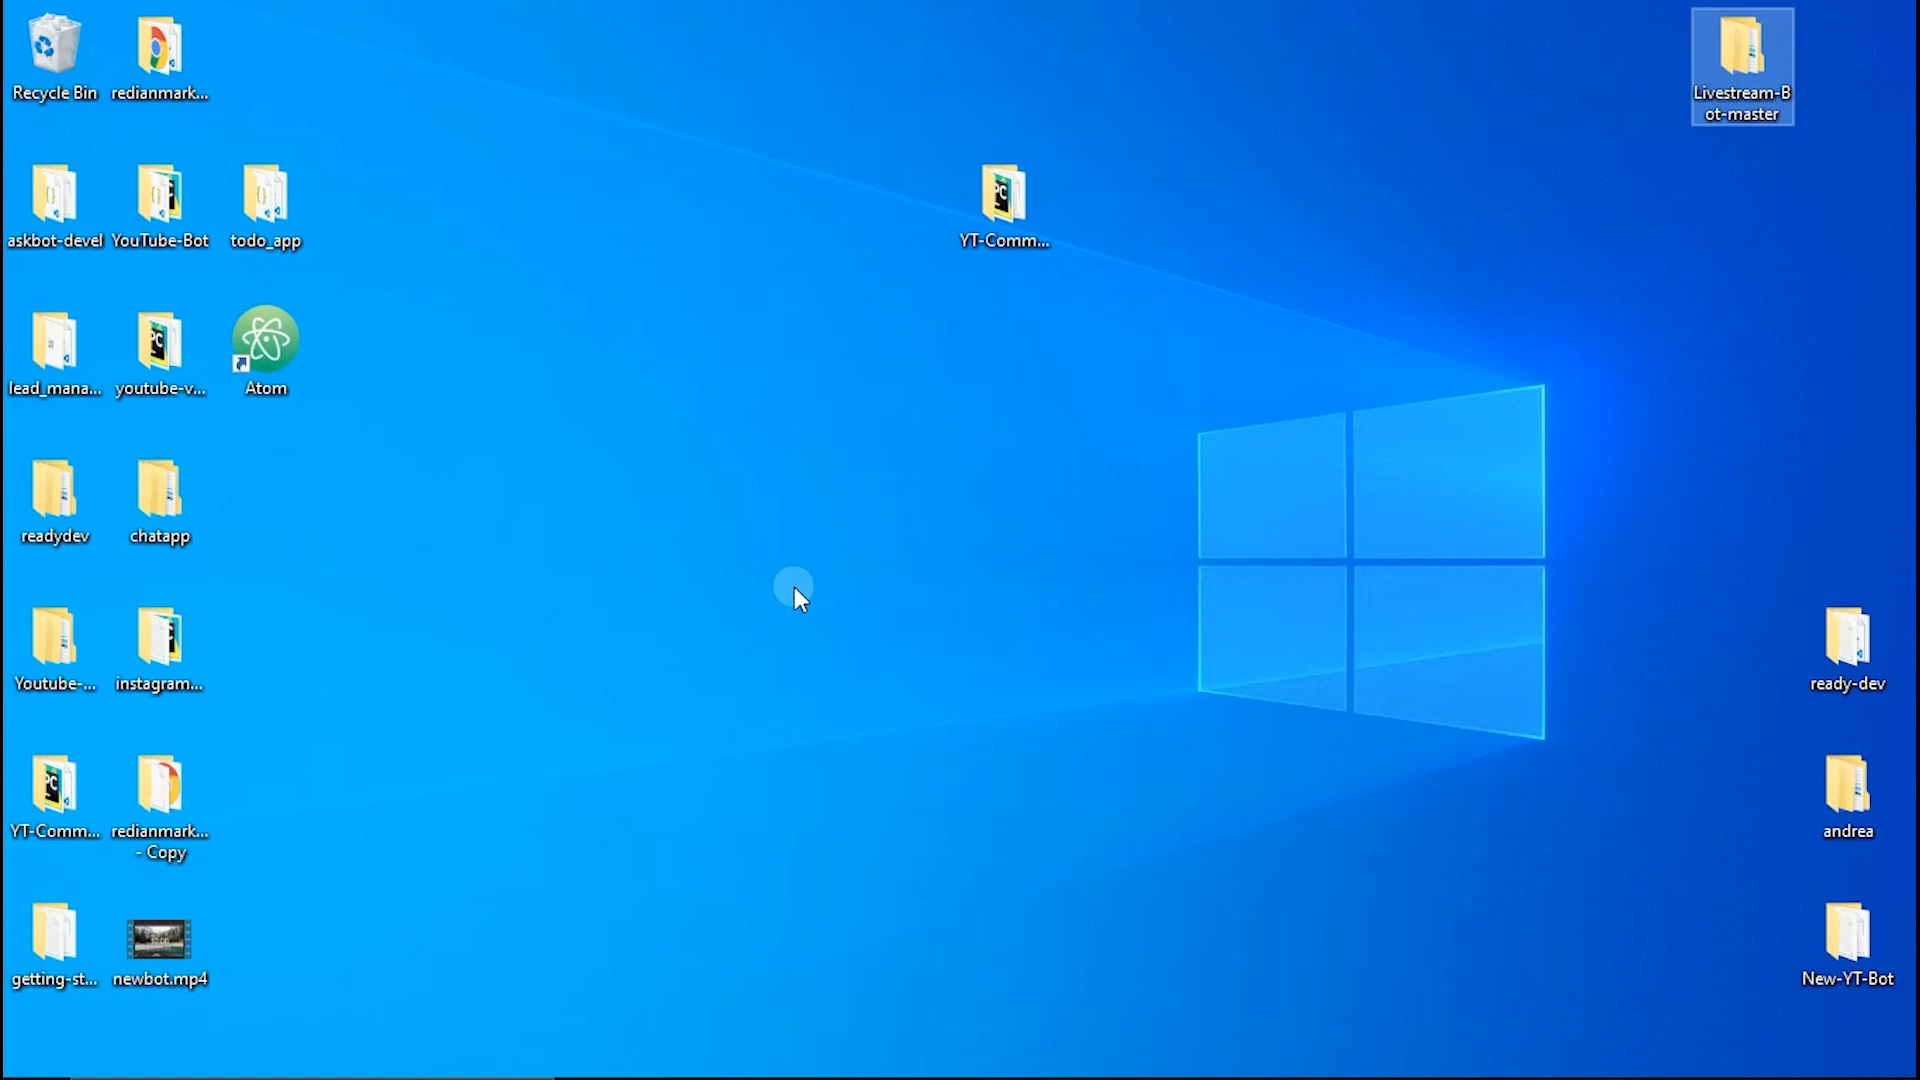 Recycle Bin
redianmark...
Livestream-B
ot-master
askbot-devel
YouTube-Bot
todo_app
YT-Comm...
lead_mana...
youtube-v...
Atom
readydev
chatapp
Youtube-...
instagram...
ready-dev
YT-Comm...
redianmark...
- Copy
andrea
getting-st...
newbot.mp4
New-YT-Bot